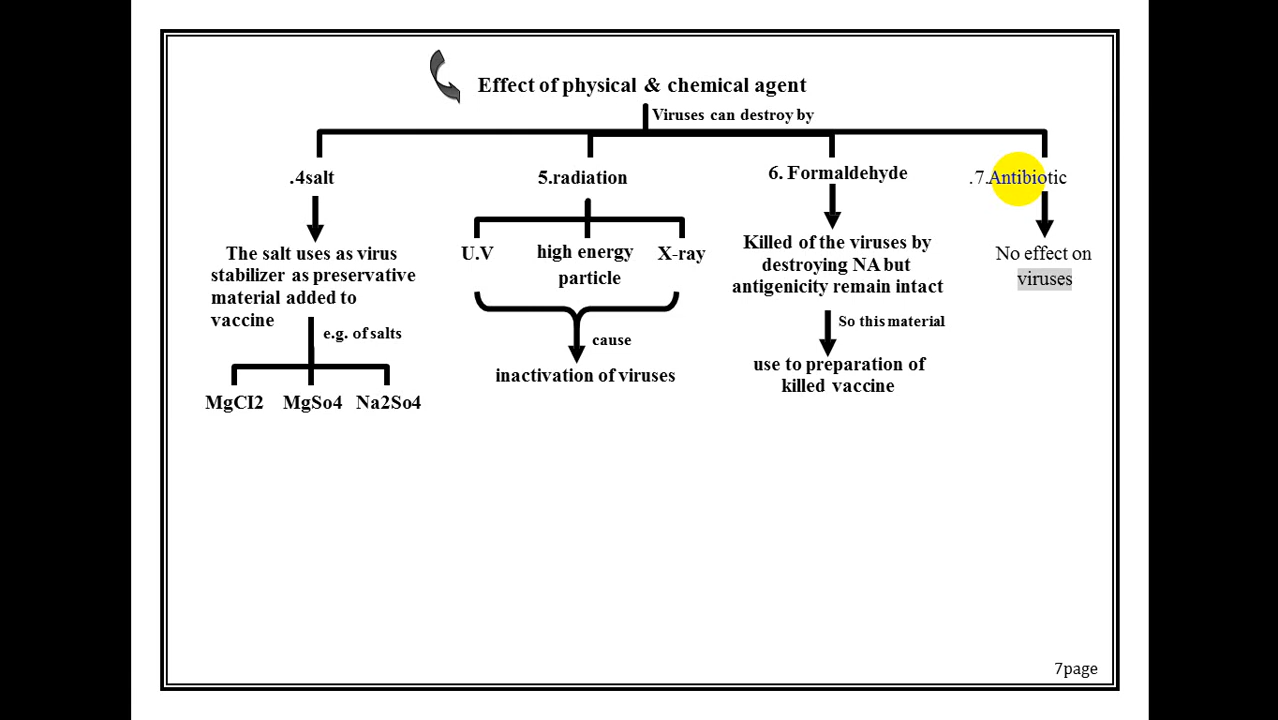 Effect of physical & chemical agent
Viruses can destroy by
.4salt
The salt uses as virus
stabilizer as preservative
material added to
vaccine
e.g. of salts
MgCI2 MgSo4 Na2So4
5.radiation
U.V
high energy
particle
X-ray
cause
inactivation of viruses
6. Formaldehyde
Killed of the viruses by
destroying NA but
antigenicity remain intact
So this material
use to preparation of
killed vaccine
.7.Antibiotic
No effect on
viruses
7page